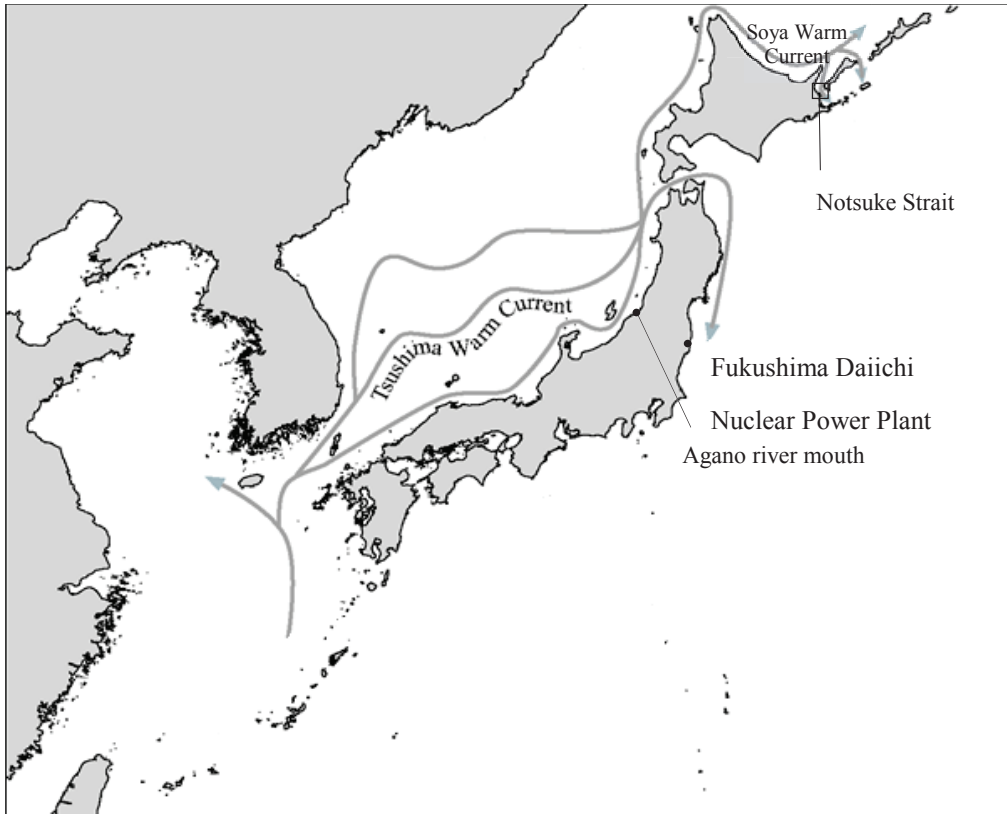 Soya Warm
Current
Notsuke Strait
Tsushima Warm Current
Fukushima Daiichi
Nuclear Power Plant
Agano river mouth